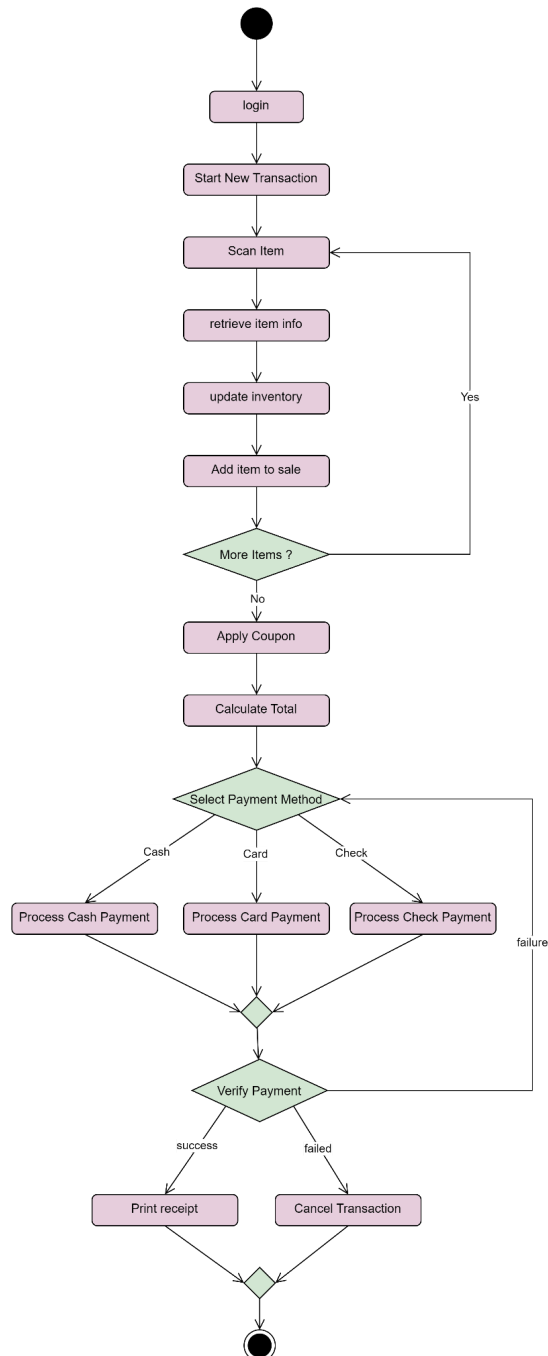 login
Start New Transaction
Scan Item
retrieve item info
update inventory
Yes
Add item to sale
More Items ?
No
Apply Coupon
Calculate Total
Select Payment Method
Cash
Card
Check
Process Cash Payment
Process Card Payment
Process Check Payment
failure
Verify Payment
success
failed
Print receipt
Cancel Transaction